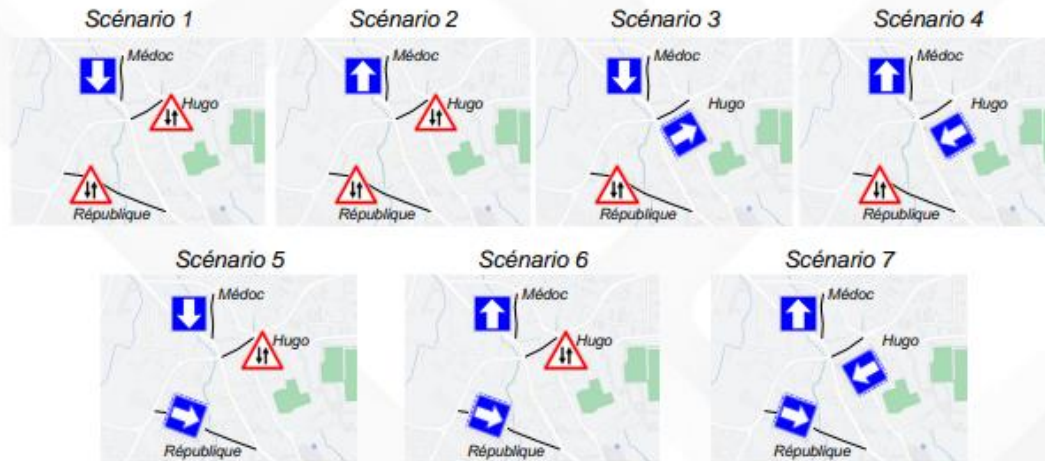 Scénario 1
Scénario 2
Scénario 3
Scénario 4
Médoc
Médoc
Médoc
Médoc
Hugo
Hugo
Hugo
Hugo
République
République
République
République
Scénario 5
Scénario 6
Scénario 7
Médoc
Médoc
Médoc
Hugo
Hugo
Hugo
République
République
République